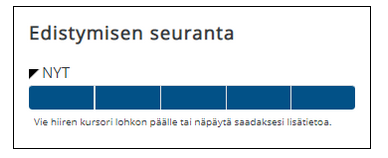 Edistymisen seuranta
NYT
Vie hiiren kursori lohkon päälle tai näpäytä saadaksesi lisätietoa.